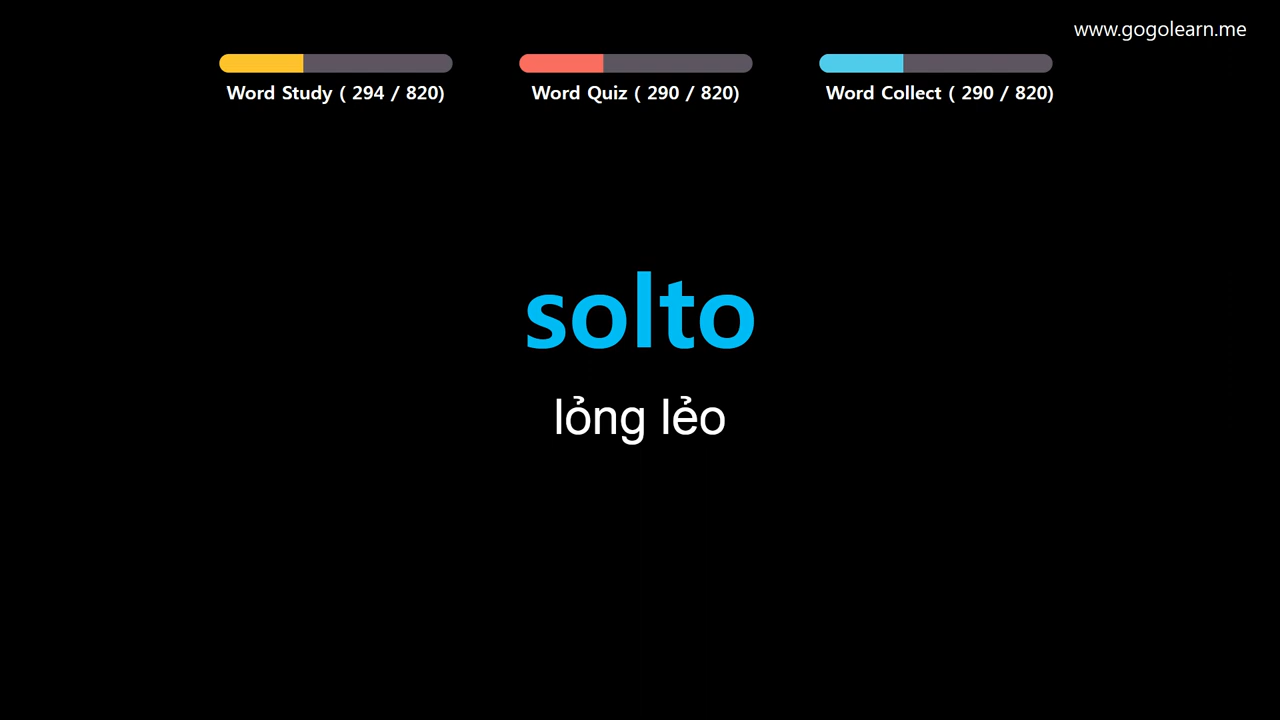 www.gogolearn.me
Word Study ( 294 / 820)
Word Quiz ( 290 / 820)
Word Collect ( 290 / 820)
solto
lỏng lẻo